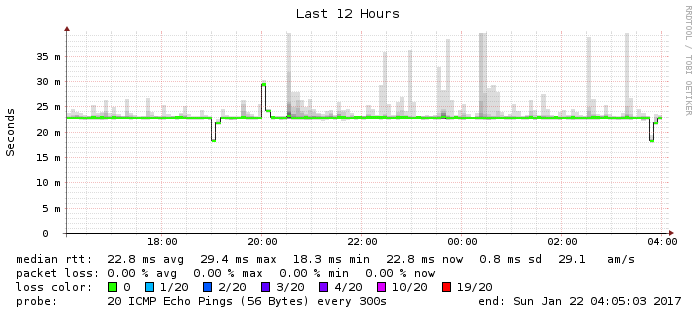 Last 12 Hours
RRDTOOL / TOBI OETIKER
Seconds
35 m
30 m
25 m
20 m
15 m
10 m
5 m
0
18:00 20:00 22:00 00:00 02:00 04:00
median rtt: 22.8 ms avg 29.4 ms max 18.3 ms min 22.8 ms now 0.8 ms sd 29.1 am/s
packet loss: 0.00 % avg 0.00 % max 0.00 % min 0.00 % now
loss color: 0 1/20 2/20 3/20 4/20 10/20 19/20
probe: 20 ICMP Echo Pings (56 Bytes) every 300s end: Sun Jan 22 04:05:03 2017